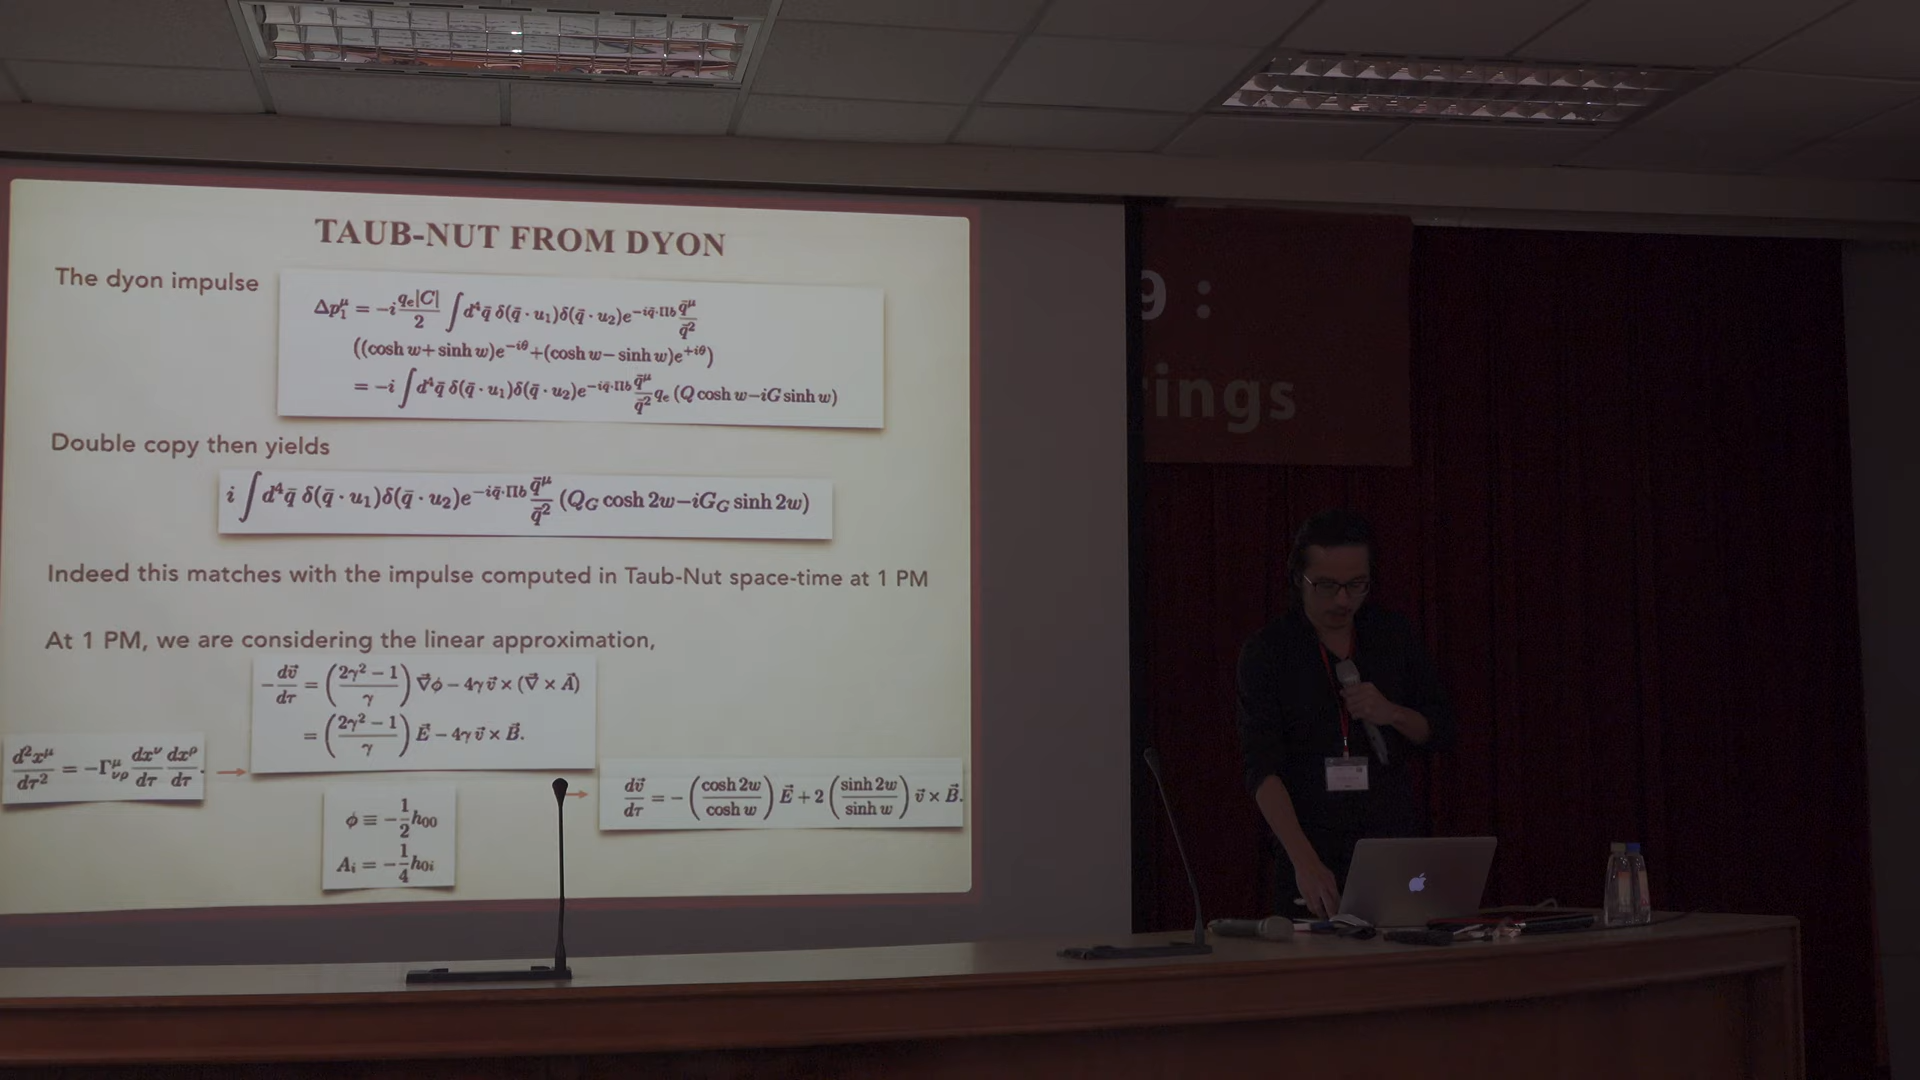 TAUB-NUT FROM DYON
The dyon impulse
Δp₁^μ = −i q_e|C|/2 ∫ d⁴q̄ δ(q̄ · u₁)δ(q̄ · u₂)e^{−iq̄·Πb} q̄^μ/q̄²
((cosh w + sinh w)e^{−iθ} + (cosh w − sinh w)e^{+iθ})
= −i ∫ d⁴q̄ δ(q̄ · u₁)δ(q̄ · u₂)e^{−iq̄·Πb} q̄^μ/q̄² q_e (Q cosh w − iG sinh w)
Double copy then yields
i ∫ d⁴q̄ δ(q̄ · u₁)δ(q̄ · u₂)e^{−iq̄·Πb} q̄^μ/q̄² (Q_G cosh 2w − iG_G sinh 2w)
Indeed this matches with the impulse computed in Taub-Nut space-time at 1 PM
At 1 PM, we are considering the linear approximation,
−dv⃗/dτ = ((2γ² − 1)/γ) ∇⃗φ − 4γ v⃗ × (∇⃗ × A⃗)
= ((2γ² − 1)/γ) E⃗ − 4γ v⃗ × B⃗.
d²x^μ/dτ² = −Γ^μ_{νρ} dx^ν/dτ dx^ρ/dτ.
dv⃗/dτ = −(cosh 2w/cosh w) E⃗ + 2 (sinh 2w/sinh w) v⃗ × B⃗.
φ ≡ −1/2 h₀₀
A_i = −1/4 h₀ᵢ
9 :
ings